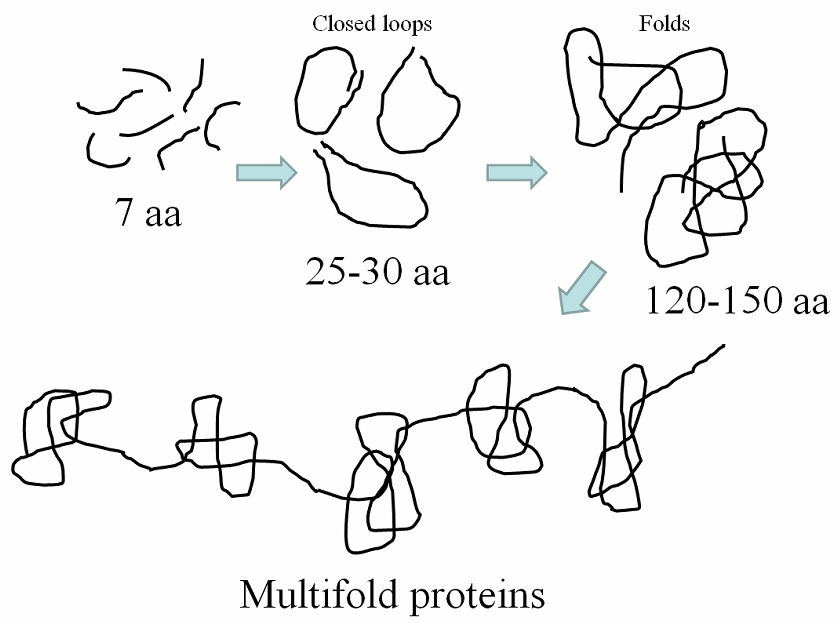 Closed loops
Folds
7 aa
25-30 aa
120-150 aa
Multifold proteins